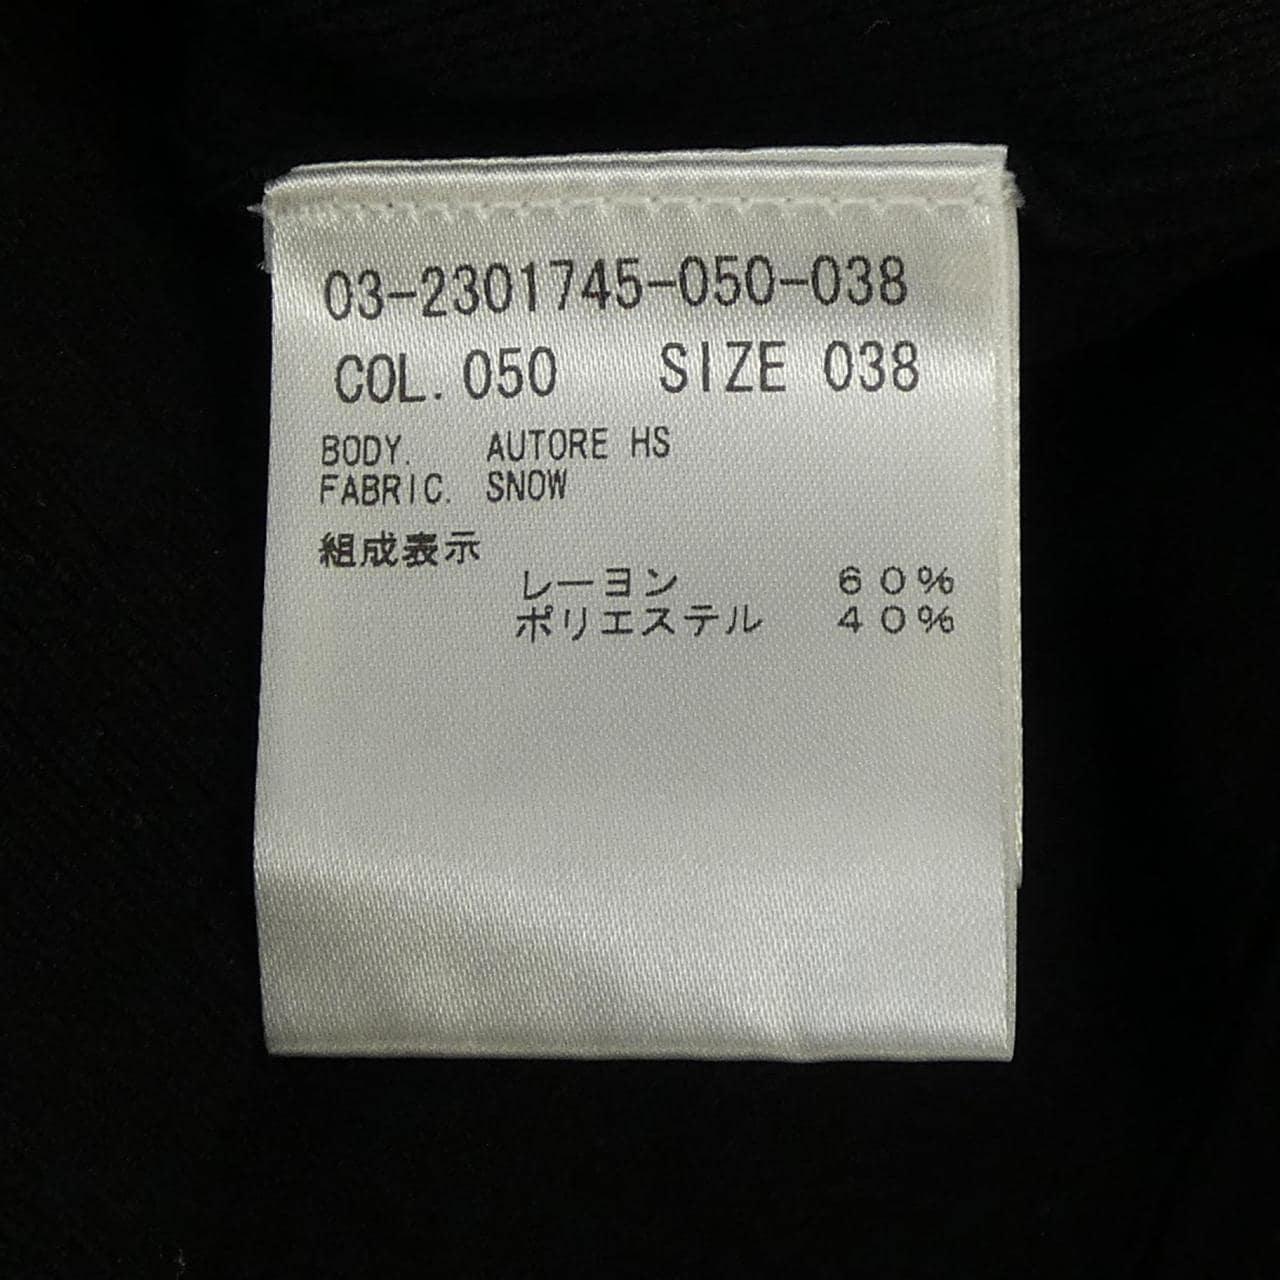 03-2301745-050-038
COL. 050 SIZE 038
BODY. AUTORE HS
FABRIC. SNOW
組成表示
レーヨン ６０％
ポリエステル ４０％